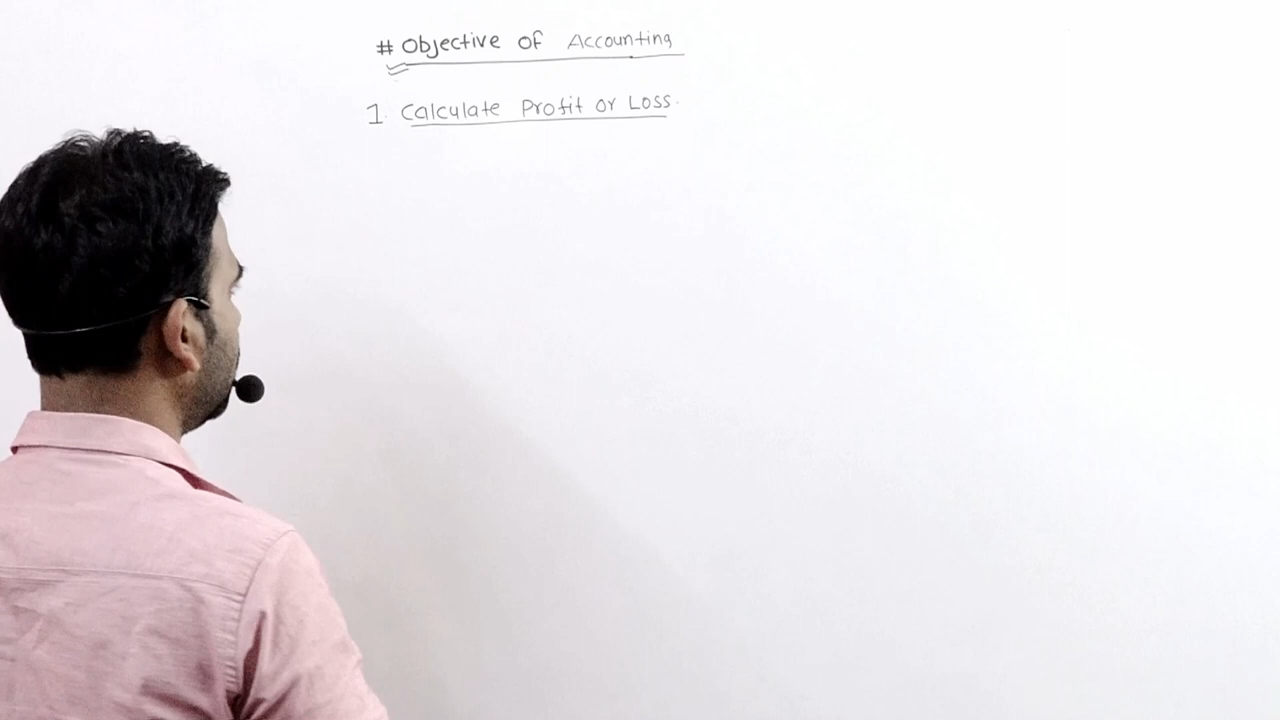 # Objective of Accounting
1. Calculate Profit or Loss.